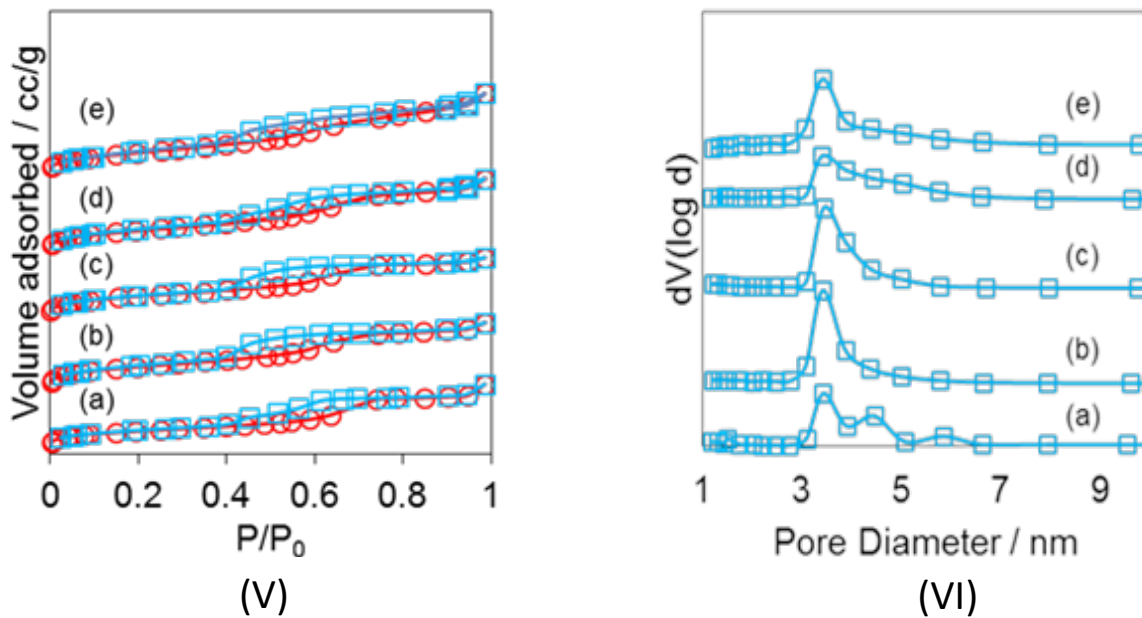 Volume adsorbed / cc/g
(e)
(d)
(c)
(b)
(a)
0 0.2 0.4 0.6 0.8 1
P/P₀
(V)
dV(log d)
(e)
(d)
(c)
(b)
(a)
1 3 5 7 9
Pore Diameter / nm
(VI)